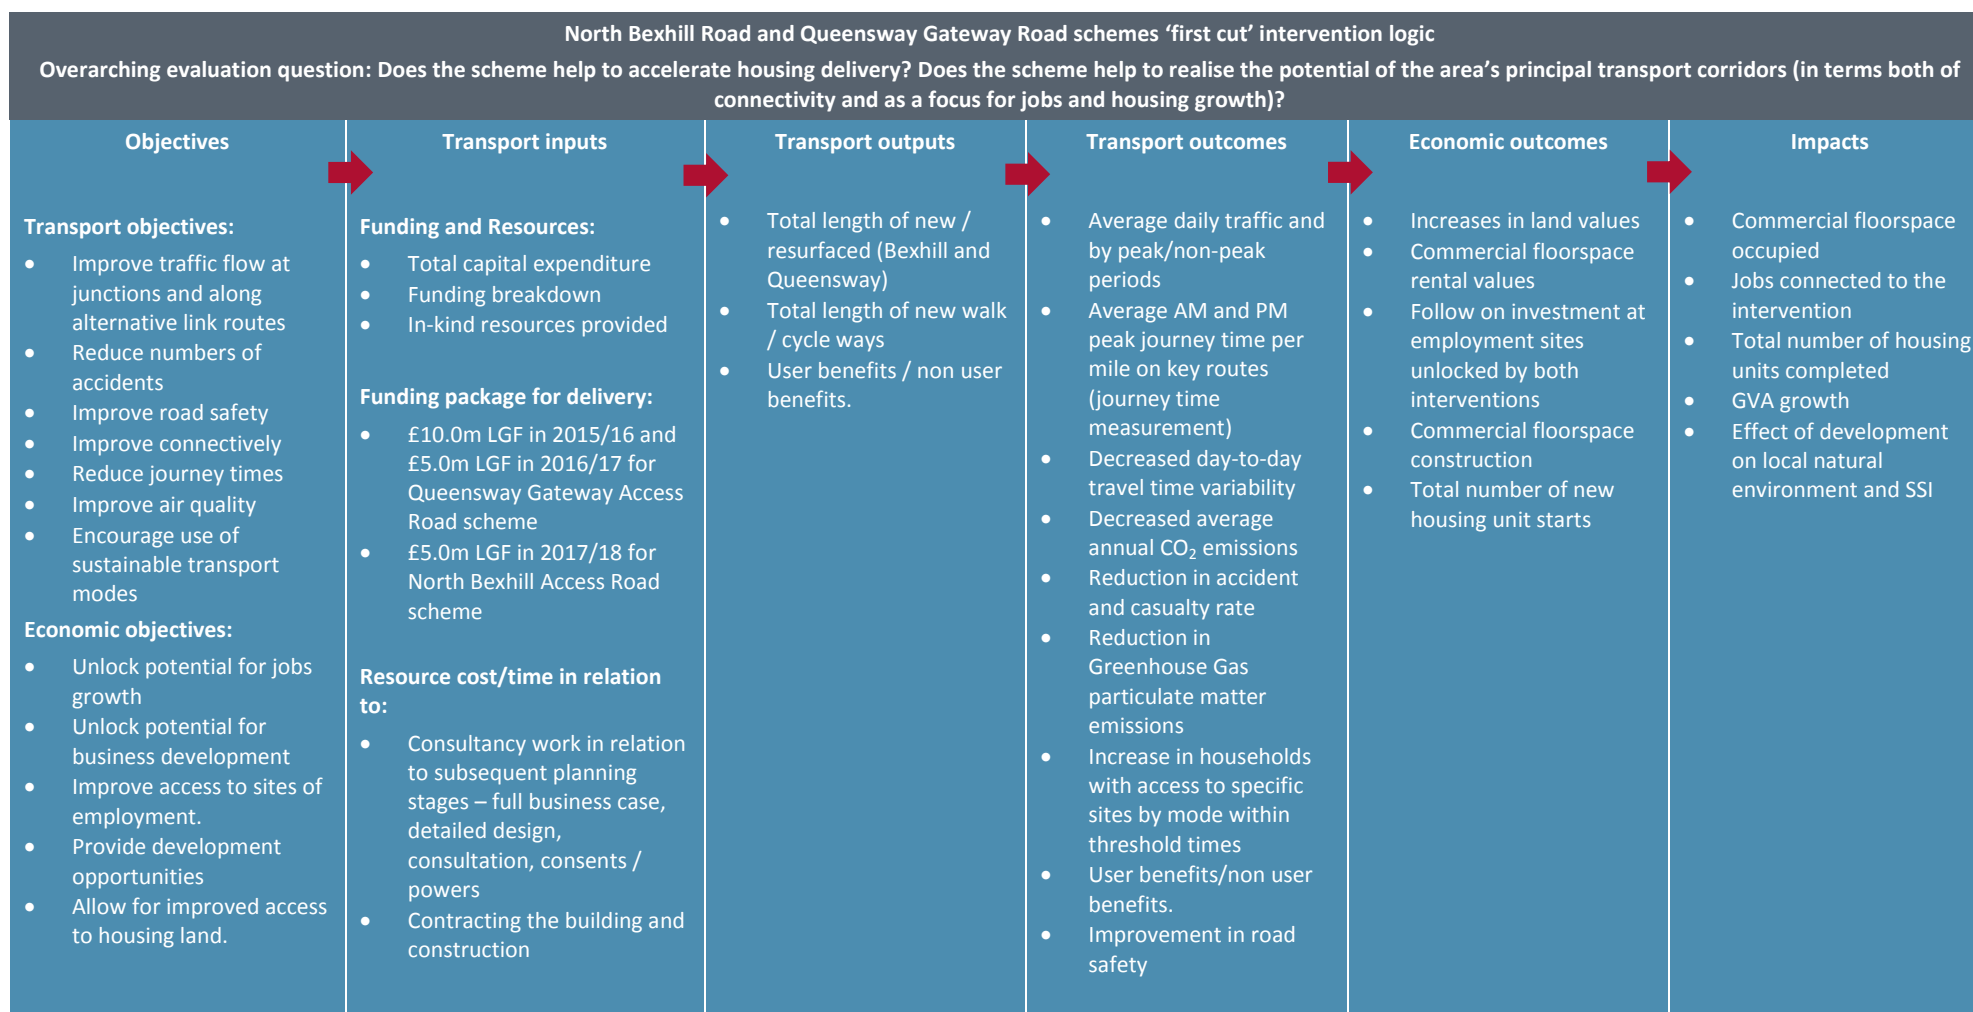 North Bexhill Road and Queensway Gateway Road schemes ‘first cut’ intervention logic
Overarching evaluation question: Does the scheme help to accelerate housing delivery? Does the scheme help to realise the potential of the area’s principal transport corridors (in terms both of
connectivity and as a focus for jobs and housing growth)?
Objectives
Transport objectives:
• Improve traffic flow at
junctions and along
alternative link routes
• Reduce numbers of
accidents
• Improve road safety
• Improve connectively
• Reduce journey times
• Improve air quality
• Encourage use of
sustainable transport
modes
Economic objectives:
• Unlock potential for jobs
growth
• Unlock potential for
business development
• Improve access to sites of
employment.
• Provide development
opportunities
• Allow for improved access
to housing land.
Transport inputs
Funding and Resources:
• Total capital expenditure
• Funding breakdown
• In-kind resources provided
Funding package for delivery:
• £10.0m LGF in 2015/16 and
£5.0m LGF in 2016/17 for
Queensway Gateway Access
Road scheme
• £5.0m LGF in 2017/18 for
North Bexhill Access Road
scheme
Resource cost/time in relation
to:
• Consultancy work in relation
to subsequent planning
stages – full business case,
detailed design,
consultation, consents /
powers
• Contracting the building and
construction
Transport outputs
• Total length of new /
resurfaced (Bexhill and
Queensway)
• Total length of new walk
/ cycle ways
• User benefits / non user
benefits.
Transport outcomes
• Average daily traffic and
by peak/non-peak
periods
• Average AM and PM
peak journey time per
mile on key routes
(journey time
measurement)
• Decreased day-to-day
travel time variability
• Decreased average
annual CO₂ emissions
• Reduction in accident
and casualty rate
• Reduction in
Greenhouse Gas
particulate matter
emissions
• Increase in households
with access to specific
sites by mode within
threshold times
• User benefits/non user
benefits.
• Improvement in road
safety
Economic outcomes
• Increases in land values
• Commercial floorspace
rental values
• Follow on investment at
employment sites
unlocked by both
interventions
• Commercial floorspace
construction
• Total number of new
housing unit starts
Impacts
• Commercial floorspace
occupied
• Jobs connected to the
intervention
• Total number of housing
units completed
• GVA growth
• Effect of development
on local natural
environment and SSI